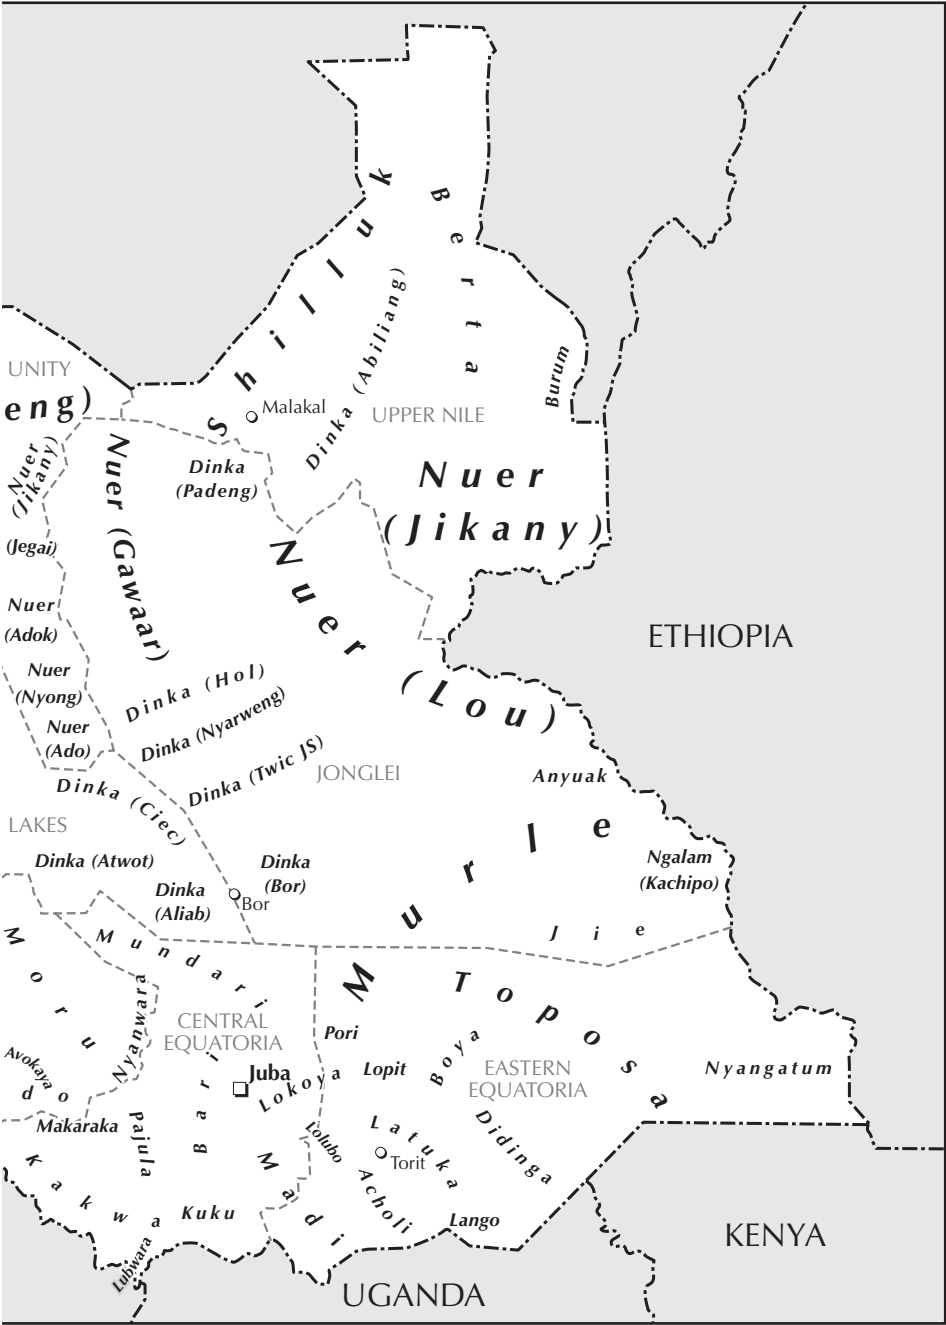 Shilluk
Berta
Dinka (Abiliang)
Burum
UNITY
eng)
Malakal
UPPER NILE
Nuer
(Jikany)
Nuer (Gawaar)
Dinka
(Padeng)
Nuer
(Jikany)
Nuer (Lou)
(Jegai)
Nuer
(Adok)
ETHIOPIA
Nuer
(Nyong)
Dinka (Hol)
Dinka (Nyarweng)
Nuer
(Ado)
Dinka (Twic JS)
JONGLEI
Anyuak
Dinka (Ciec)
LAKES
Murle
Dinka (Atwot)
Dinka
(Bor)
Ngalam
(Kachipo)
Dinka
(Aliab)
Bor
Jie
Moru
Mundari
Nyanwara
Toposa
CENTRAL
EQUATORIA
Pori
Boya
Avokaya
do
Bari
Juba
Lokoya
Lopit
EASTERN
EQUATORIA
Nyangatum
Makaraka
Pajula
Lolubo
Latuka
Didinga
Torit
Kakwa
Madi
Acholi
Kuku
Lango
Lubwara
KENYA
UGANDA